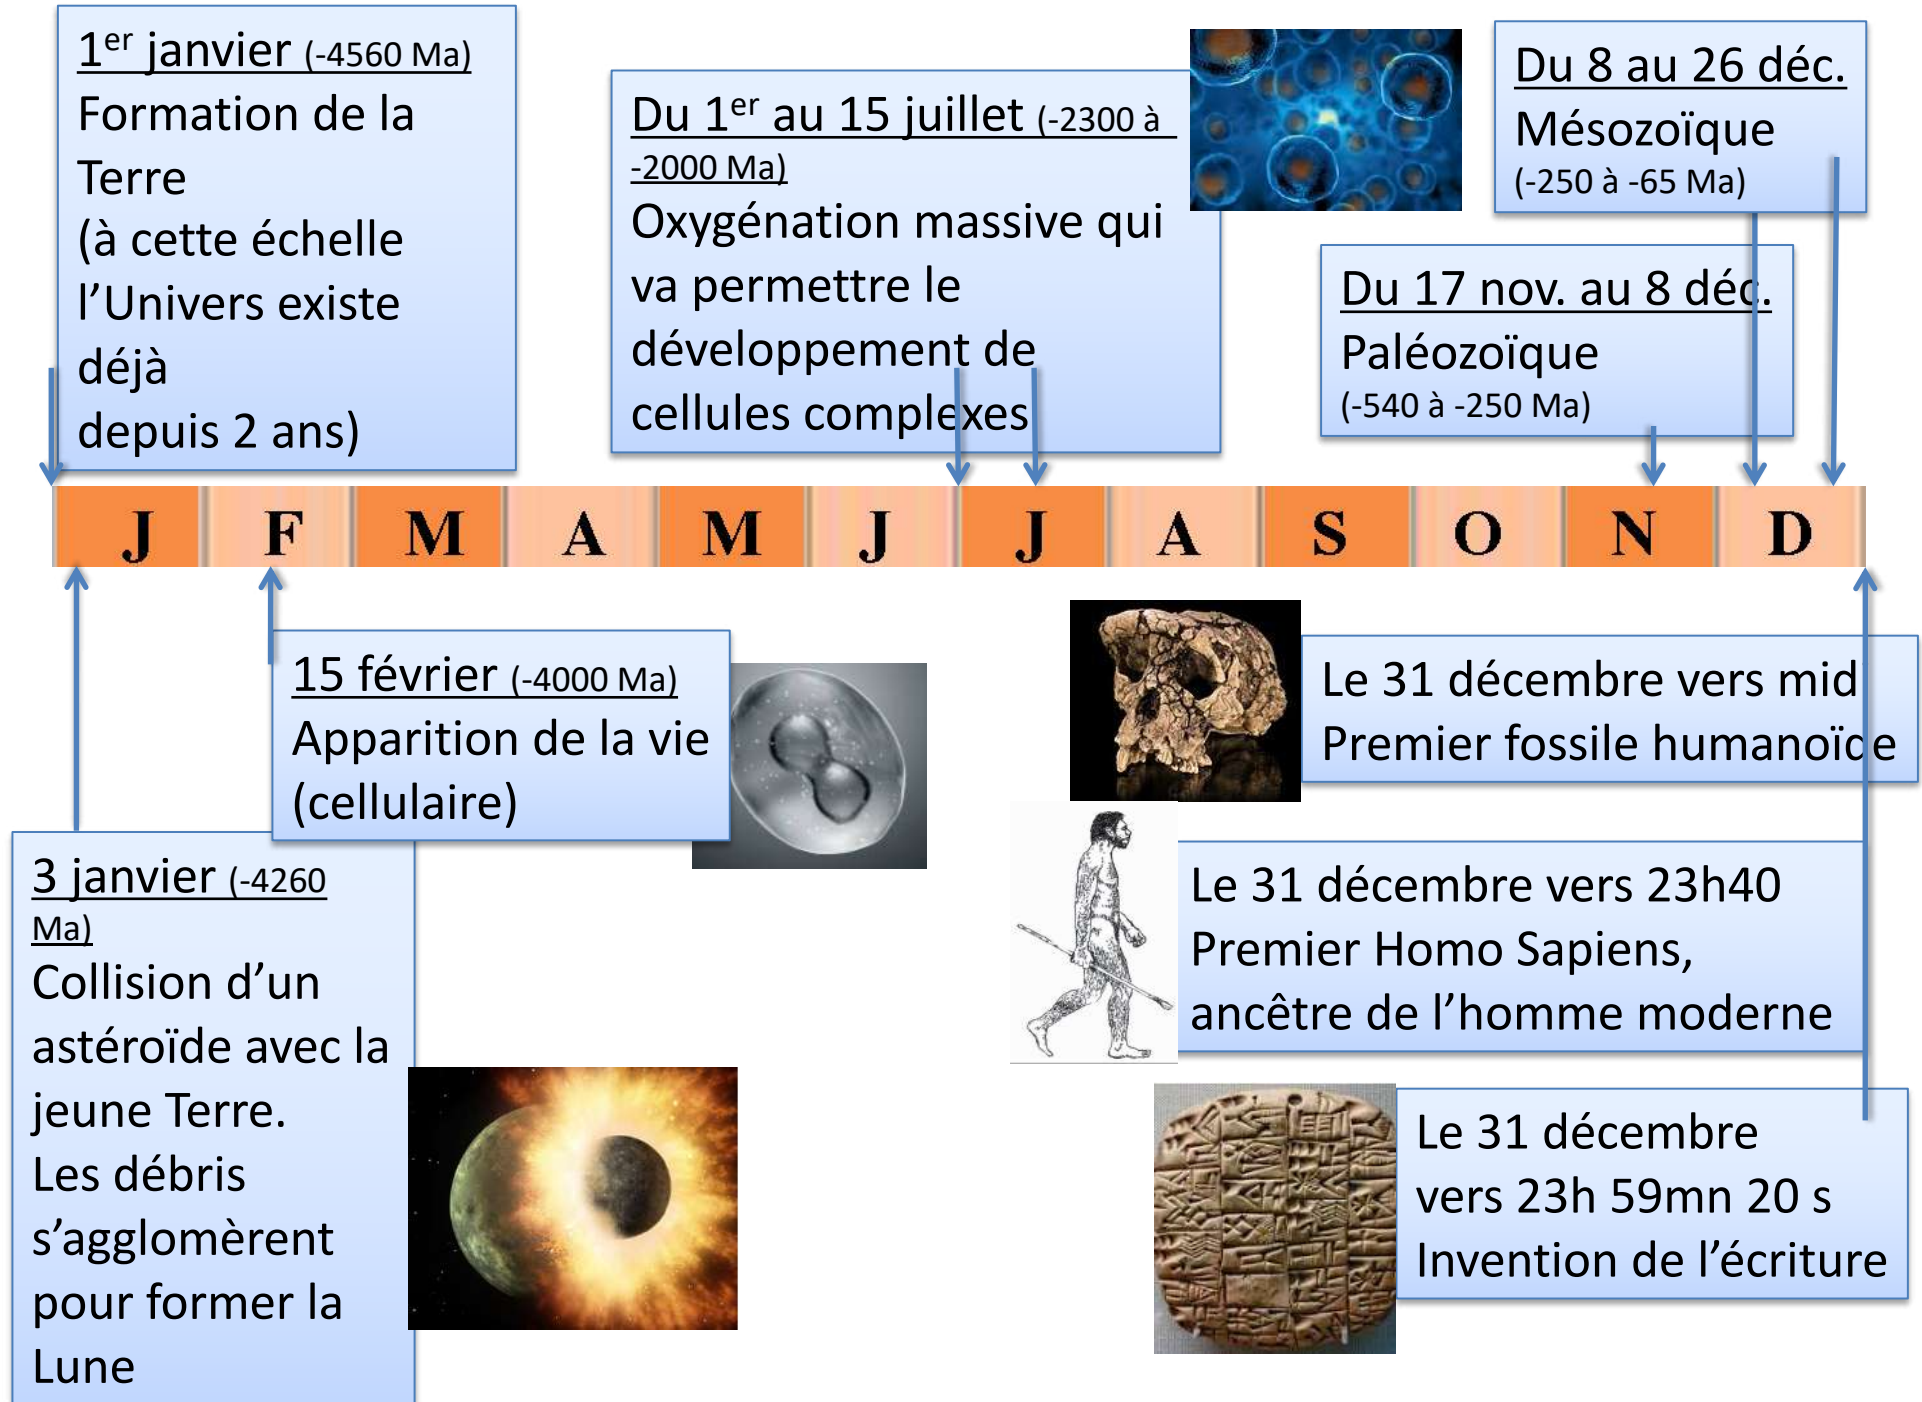 1er janvier (-4560 Ma)
Formation de la
Terre
(à cette échelle
l’Univers existe
déjà
depuis 2 ans)
Du 1er au 15 juillet (-2300 à
-2000 Ma)
Oxygénation massive qui
va permettre le
développement de
cellules complexes
Du 8 au 26 déc.
Mésozoïque
(-250 à -65 Ma)
Du 17 nov. au 8 déc.
Paléozoïque
(-540 à -250 Ma)
J F M A M J J A S O N D
15 février (-4000 Ma)
Apparition de la vie
(cellulaire)
3 janvier (-4260
Ma)
Collision d’un
astéroïde avec la
jeune Terre.
Les débris
s’agglomèrent
pour former la
Lune
Le 31 décembre vers midi
Premier fossile humanoïde
Le 31 décembre vers 23h40
Premier Homo Sapiens,
ancêtre de l’homme moderne
Le 31 décembre
vers 23h 59mn 20 s
Invention de l’écriture